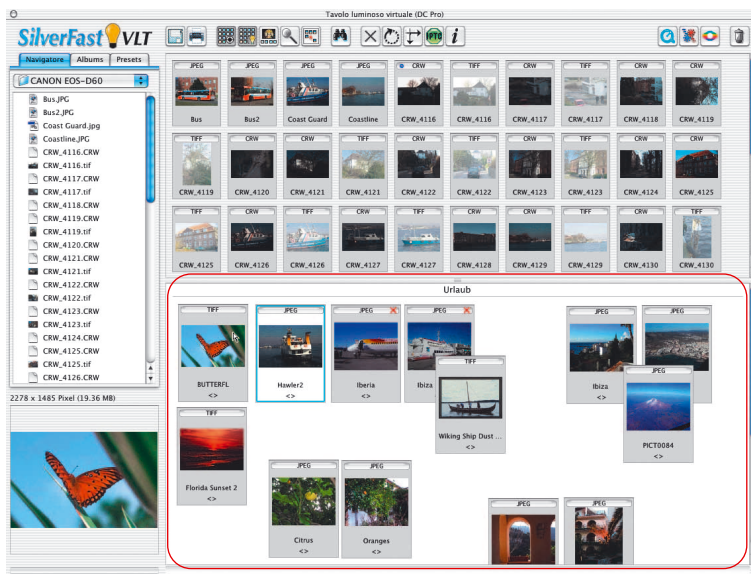 Tavolo luminoso virtuale (DC Pro)
SilverFast VLT
IPTC
i
Navigatore Albums Presets
CANON EOS-D60
Bus.JPG
Bus2.JPG
Coast Guard.jpg
Coastline.JPG
CRW_4116.CRW
CRW_4116.tif
CRW_4117.CRW
CRW_4117.tif
CRW_4118.CRW
CRW_4119.CRW
CRW_4119.tif
CRW_4120.CRW
CRW_4121.CRW
CRW_4121.tif
CRW_4122.CRW
CRW_4122.tif
CRW_4123.CRW
CRW_4123.tif
CRW_4124.CRW
CRW_4125.CRW
CRW_4125.tif
CRW_4126.CRW
2278 x 1485 Pixel (19.36 MB)
JPEG JPEG JPEG JPEG CRW TIFF CRW TIFF CRW CRW
Bus Bus2 Coast Guard Coastline CRW_4116 CRW_4116 CRW_4117 CRW_4117 CRW_4118 CRW_4119
TIFF CRW CRW TIFF CRW TIFF CRW TIFF CRW CRW
CRW_4119 CRW_4120 CRW_4121 CRW_4121 CRW_4122 CRW_4122 CRW_4123 CRW_4123 CRW_4124 CRW_4125
TIFF CRW TIFF CRW TIFF CRW CRW TIFF CRW TIFF
CRW_4125 CRW_4126 CRW_4126 CRW_4127 CRW_4127 CRW_4128 CRW_4129 CRW_4129 CRW_4130 CRW_4130
Urlaub
TIFF JPEG JPEG JPEG JPEG JPEG
BUTTERFL Hawler2 Iberia Ibiza Ibiza
<> <> <> <>
TIFF
Wiking Ship Dust ...
<>
JPEG
PICT0084
<>
TIFF
Florida Sunset 2
<>
JPEG JPEG
Citrus Oranges
<> <>
JPEG JPEG